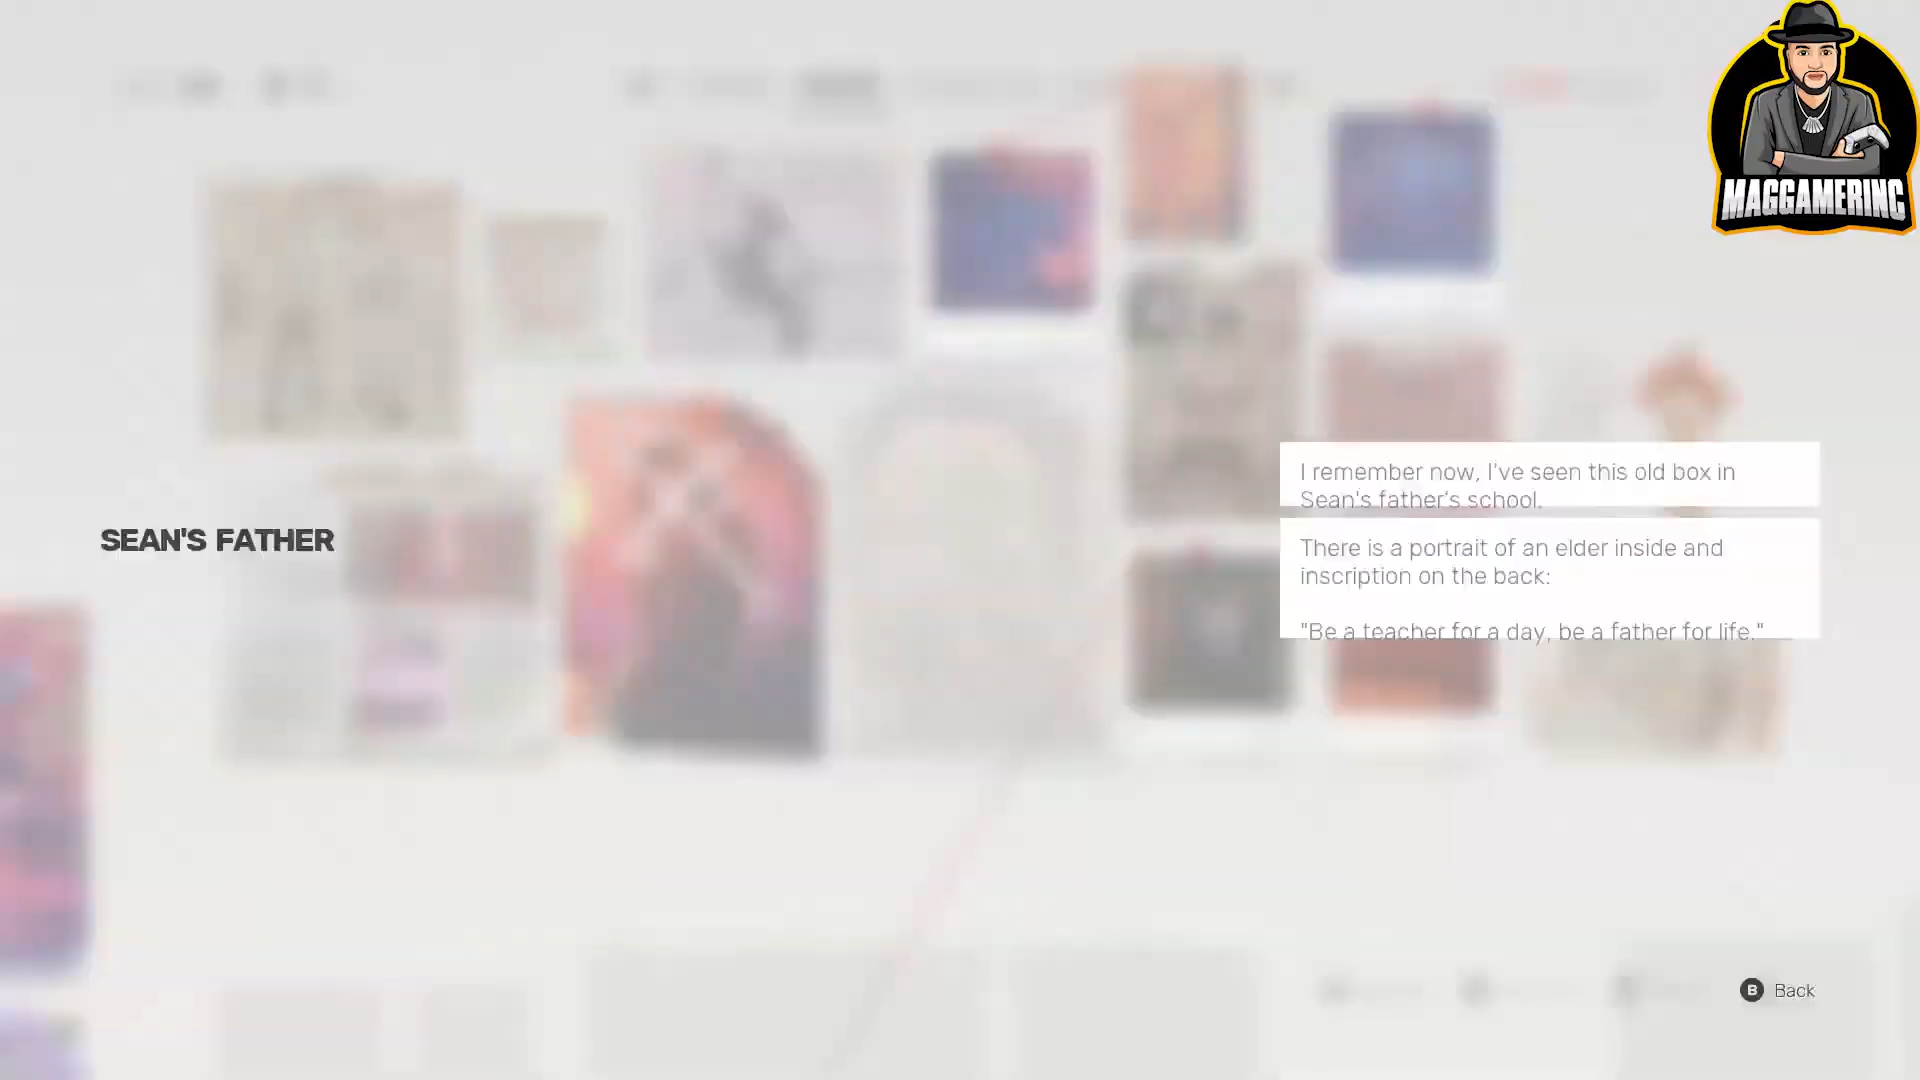 MAGGAMERINC
SEAN'S FATHER
I remember now, I've seen this old box in
Sean's father's school.
There is a portrait of an elder inside and
inscription on the back:
"Be a teacher for a day, be a father for life."
B Back